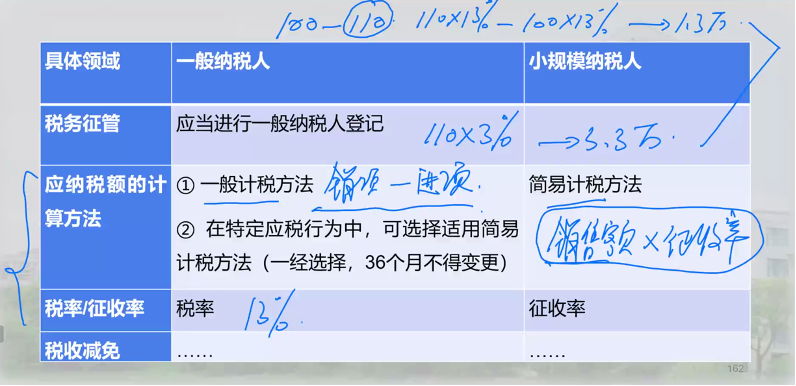 100-110. 110×13%-100×13%→1.3万.
具体领域 一般纳税人 小规模纳税人
税务征管 应当进行一般纳税人登记 110×3% →3.3万.
应纳税额的计 ① 一般计税方法 销项-进项. 简易计税方法
算方法 ② 在特定应税行为中，可选择适用简易 销售额×征收率
计税方法（一经选择，36个月不得变更）
税率/征收率 税率 13%. 征收率
税收减免 …… ……
162